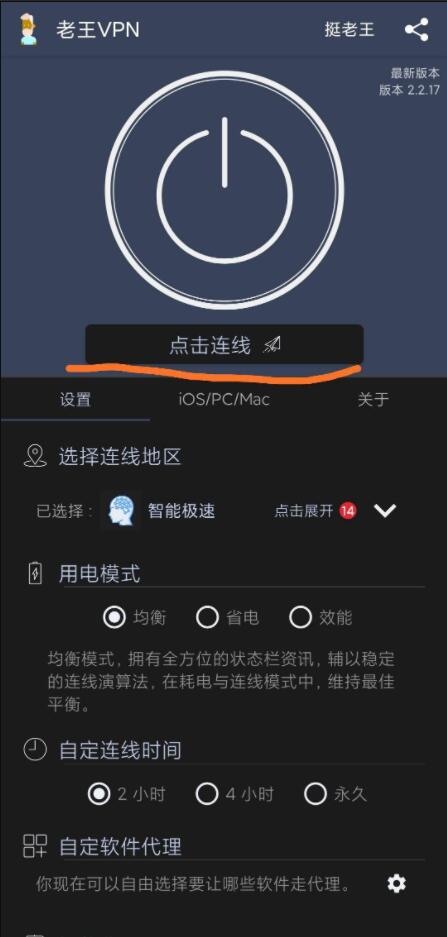 老王VPN 挺老王
最新版本
版本 2.2.17
点击连线
设置 iOS/PC/Mac 关于
选择连线地区
已选择: 智能极速 点击展开 14
用电模式
均衡 省电 效能
均衡模式, 拥有全方位的状态栏资讯, 辅以稳定
的连线演算法, 在耗电与连线模式中, 维持最佳
平衡。
自定连线时间
2 小时 4 小时 永久
自定软件代理
你现在可以自由选择要让哪些软件走代理。